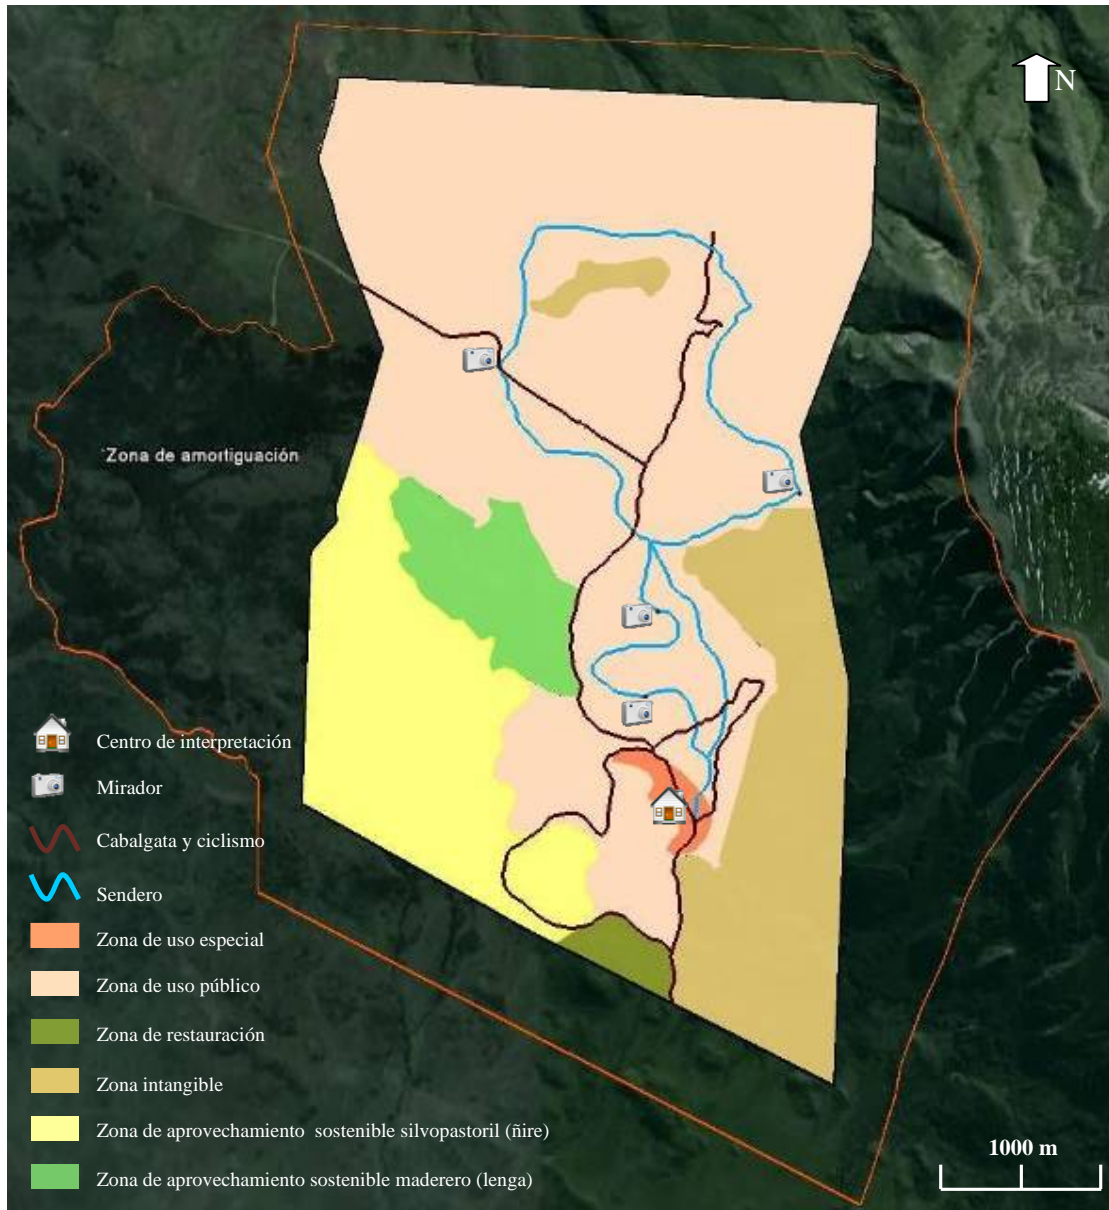 N
Zona de amortiguación
Centro de interpretación
Mirador
Cabalgata y ciclismo
Sendero
Zona de uso especial
Zona de uso público
Zona de restauración
Zona intangible
Zona de aprovechamiento sostenible silvopastoril (ñire)
Zona de aprovechamiento sostenible maderero (lenga)
1000 m